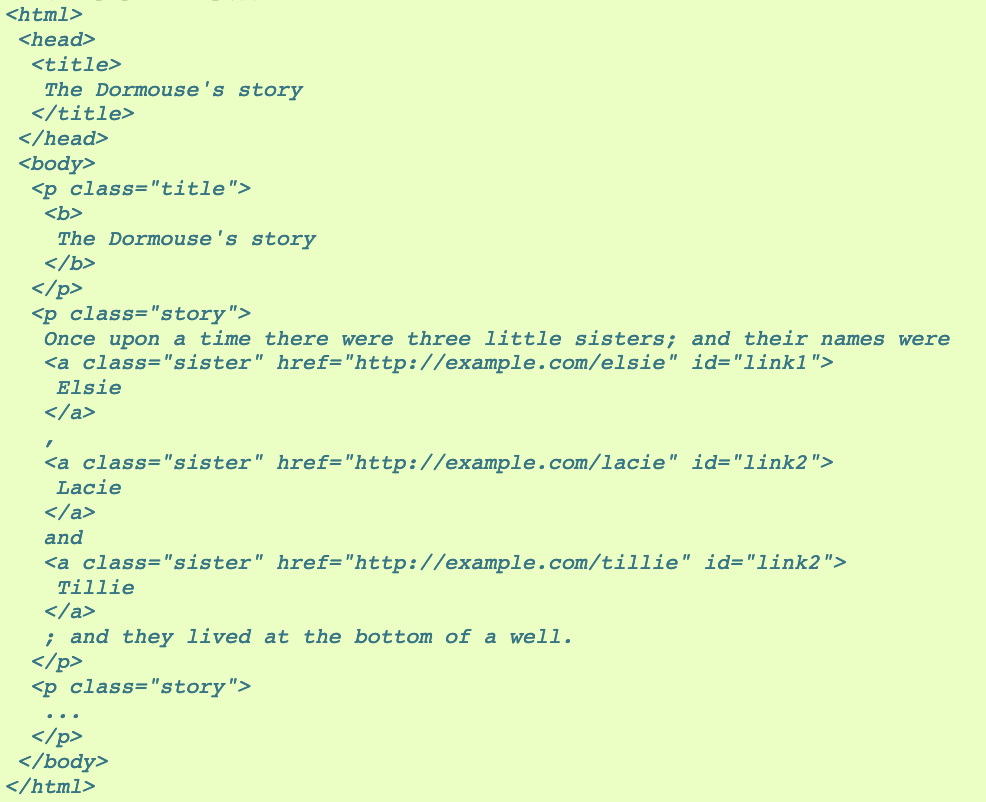 <html>
<head>
<title>
The Dormouse's story
</title>
</head>
<body>
<p class="title">
<b>
The Dormouse's story
</b>
</p>
<p class="story">
Once upon a time there were three little sisters; and their names were
<a class="sister" href="http://example.com/elsie" id="link1">
Elsie
</a>
,
<a class="sister" href="http://example.com/lacie" id="link2">
Lacie
</a>
and
<a class="sister" href="http://example.com/tillie" id="link2">
Tillie
</a>
; and they lived at the bottom of a well.
</p>
<p class="story">
...
</p>
</body>
</html>